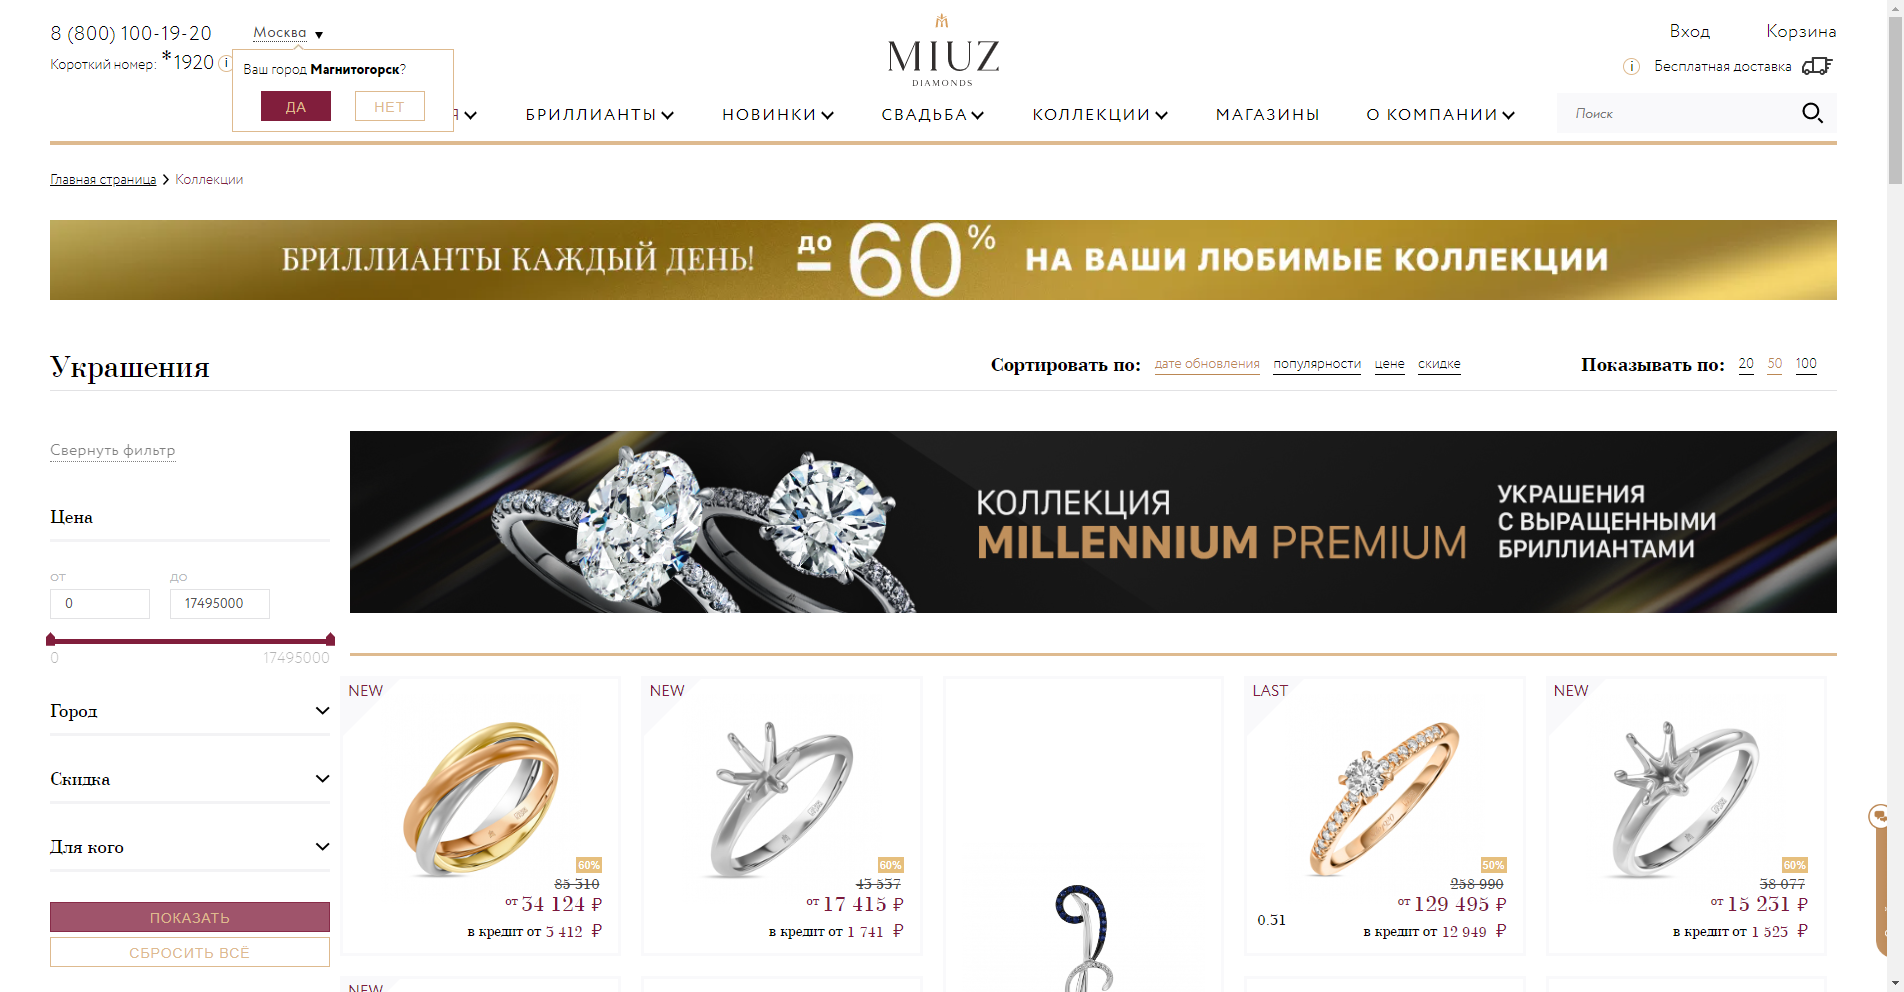 8 (800) 100-19-20
Москва ▼
Вход
Корзина
Короткий номер: *1920 i
Ваш город Магнитогорск?
ДА
НЕТ
MIUZ
DIAMONDS
i Бесплатная доставка
Я
БРИЛЛИАНТЫ
НОВИНКИ
СВАДЬБА
КОЛЛЕКЦИИ
МАГАЗИНЫ
О КОМПАНИИ
Поиск
Главная страница
Коллекции
БРИЛЛИАНТЫ КАЖДЫЙ ДЕНЬ! ДО – 60% НА ВАШИ ЛЮБИМЫЕ КОЛЛЕКЦИИ
Украшения
Сортировать по: дате обновления популярности цене скидке
Показывать по: 20 50 100
Свернуть фильтр
Цена
от
до
0
17495000
0
17495000
Город
Скидка
Для кого
ПОКАЗАТЬ
СБРОСИТЬ ВСЁ
КОЛЛЕКЦИЯ
MILLENNIUM PREMIUM
УКРАШЕНИЯ
С ВЫРАЩЕННЫМИ
БРИЛЛИАНТАМИ
NEW
60%
85 310
от 34 124 ₽
в кредит от 3 412 ₽
NEW
60%
43 537
от 17 415 ₽
в кредит от 1 741 ₽
LAST
50%
258 990
от 129 495 ₽
0.31
в кредит от 12 949 ₽
NEW
60%
38 077
от 15 231 ₽
в кредит от 1 523 ₽
NEW